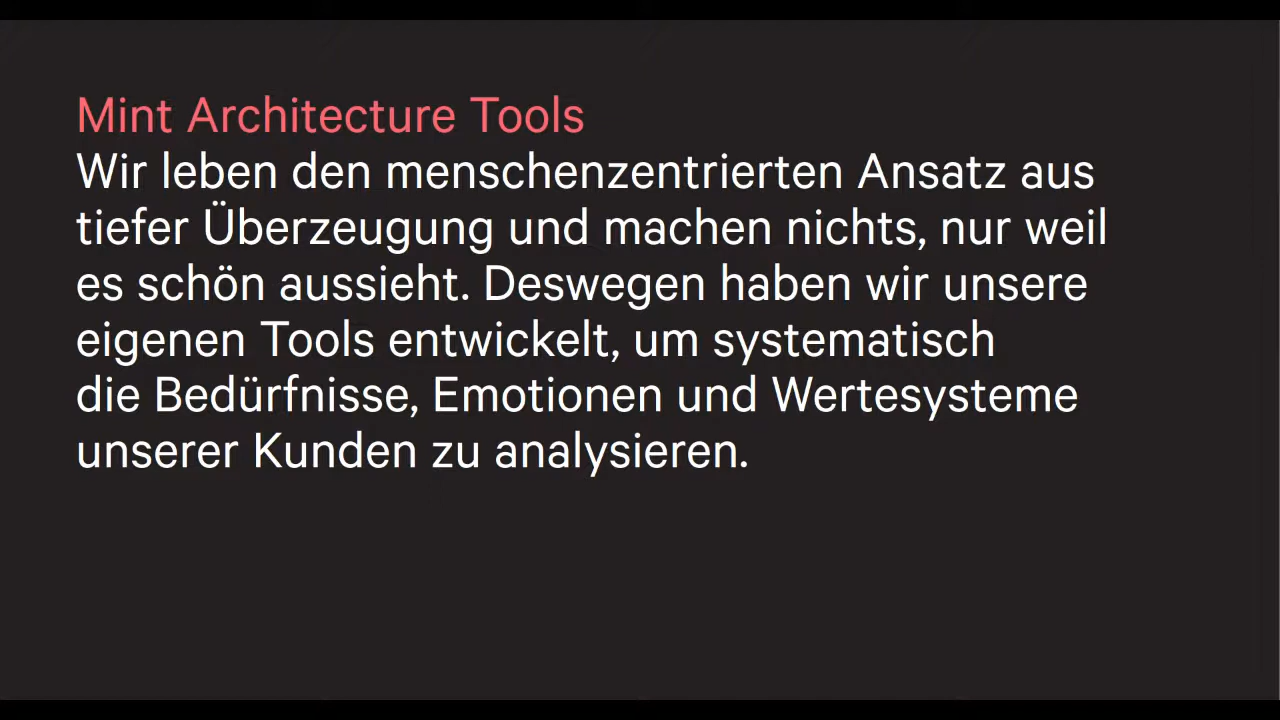 Mint Architecture Tools
Wir leben den menschenzentrierten Ansatz aus
tiefer Überzeugung und machen nichts, nur weil
es schön aussieht. Deswegen haben wir unsere
eigenen Tools entwickelt, um systematisch
die Bedürfnisse, Emotionen und Wertesysteme
unserer Kunden zu analysieren.